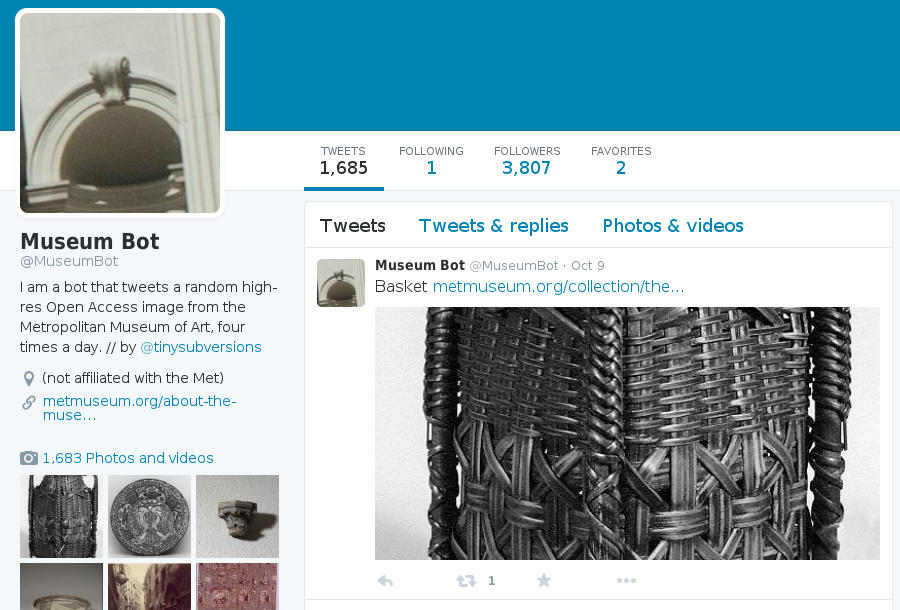 TWEETS FOLLOWING FOLLOWERS FAVORITES
1,685 1 3,807 2
Museum Bot
@MuseumBot
I am a bot that tweets a random high-
res Open Access image from the
Metropolitan Museum of Art, four
times a day. // by @tinysubversions
(not affiliated with the Met)
metmuseum.org/about-the-
muse...
1,683 Photos and videos
Tweets Tweets & replies Photos & videos
Museum Bot @MuseumBot · Oct 9
Basket metmuseum.org/collection/the...
1